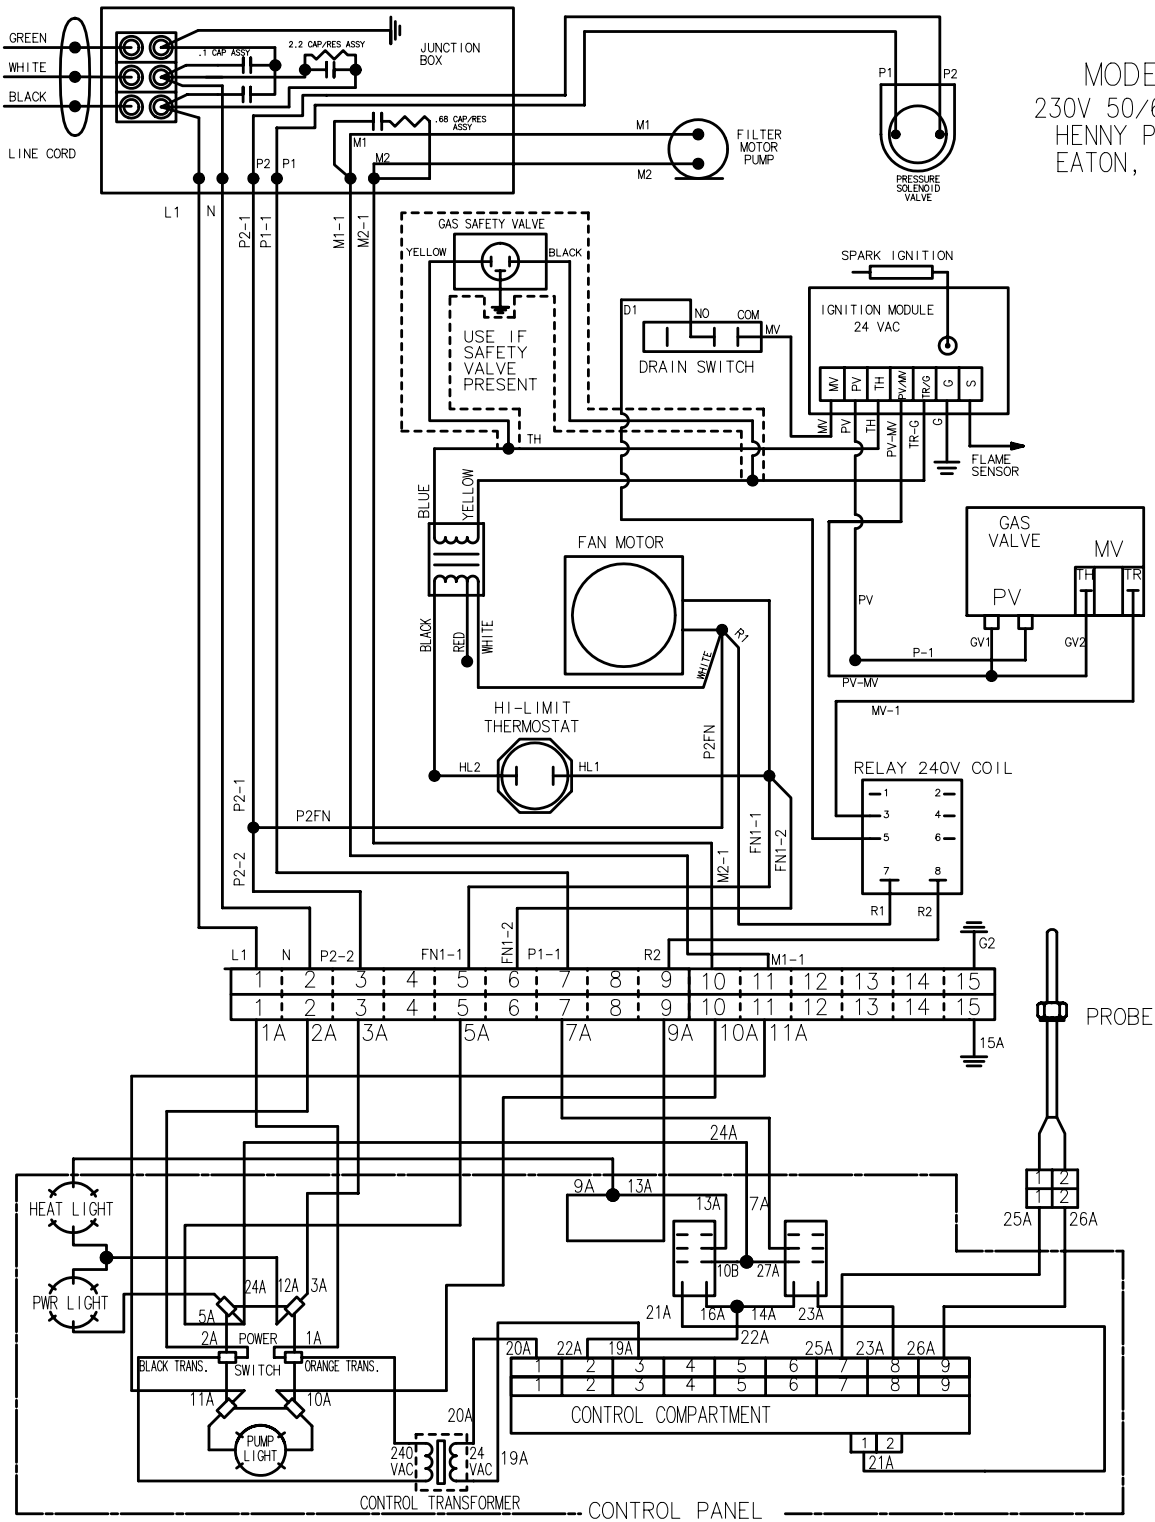 GREEN
WHITE
BLACK
LINE CORD
.1 CAP ASSY
2.2 CAP/RES ASSY
JUNCTION
BOX
.68 CAP/RES
ASSY
M1
M2
P2
P1
M1
M2
FILTER
MOTOR
PUMP
P1
P2
PRESSURE
SOLENOID
VALVE
MODE
230V 50/6
HENNY P
EATON,
L1
N
P2-1
P1-1
M1-1
M2-1
GAS SAFETY VALVE
YELLOW
BLACK
USE IF
SAFETY
VALVE
PRESENT
D1
NO
COM
MV
DRAIN SWITCH
SPARK IGNITION
IGNITION MODULE
24 VAC
MV
PV
TH
PV/MV
TR/G
G
S
MV
PV
TH
PV-MV
TR-G
G
FLAME
SENSOR
TH
BLUE
YELLOW
BLACK
RED
WHITE
FAN MOTOR
WHITE
R1
PV
GAS
VALVE
MV
TH
TR
PV
GV1
GV2
P-1
PV-MV
MV-1
HI-LIMIT
THERMOSTAT
HL2
HL1
P2FN
P2-1
P2FN
P2-2
M2-1
FN1-1
FN1-2
RELAY 240V COIL
1
2
3
4
5
6
7
8
R1
R2
L1
N
P2-2
FN1-1
FN1-2
P1-1
R2
M1-1
G2
1 2 3 4 5 6 7 8 9 10 11 12 13 14 15
1 2 3 4 5 6 7 8 9 10 11 12 13 14 15
1A
2A
3A
5A
7A
9A
10A
11A
15A
PROBE
1 2
1 2
25A
26A
24A
9A
13A
13A
7A
HEAT LIGHT
PWR LIGHT
24A
12A
3A
5A
2A
POWER
SWITCH
1A
BLACK TRANS.
ORANGE TRANS.
11A
10A
PUMP
LIGHT
10B
27A
21A
16A
14A
23A
22A
20A
22A
19A
25A
23A
26A
1 2 3 4 5 6 7 8 9
1 2 3 4 5 6 7 8 9
CONTROL COMPARTMENT
1 2
21A
20A
240
VAC
24
VAC
19A
CONTROL TRANSFORMER
CONTROL PANEL